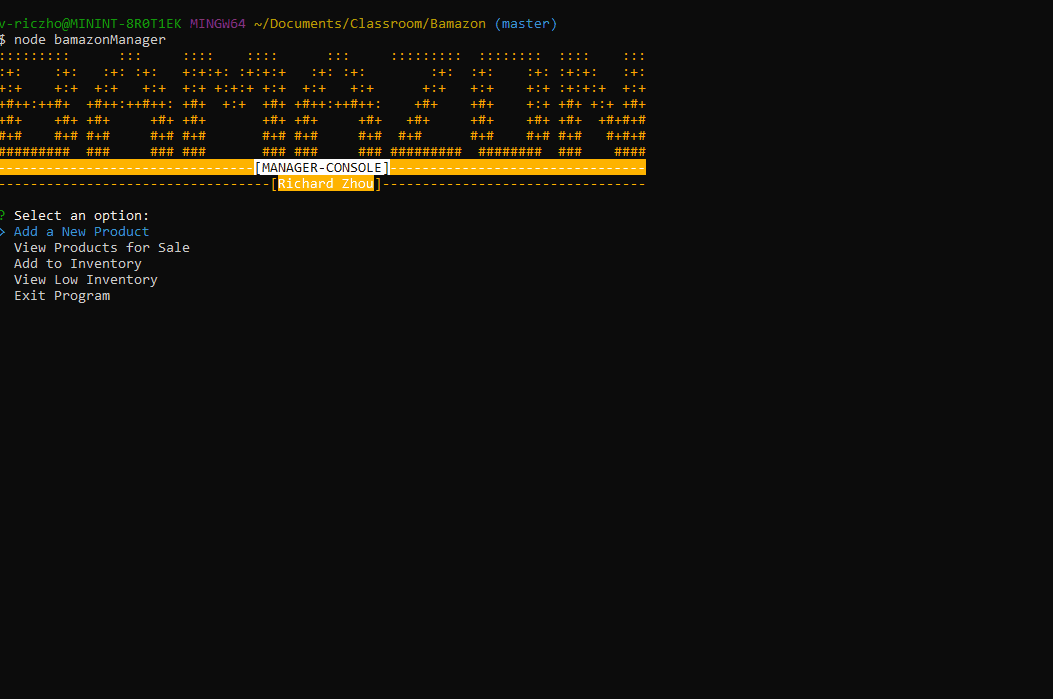 v-riczho@MININT-8R0T1EK MINGW64 ~/Documents/Classroom/Bamazon (master)
$ node bamazonManager
:::::::::      :::     ::::    ::::      :::     :::::::::  ::::::::  ::::    :::
:+:    :+:   :+: :+:   +:+:+: :+:+:+   :+: :+:        :+:  :+:    :+: :+:+:   :+:
+:+    +:+  +:+   +:+  +:+ +:+:+ +:+  +:+   +:+      +:+   +:+    +:+ :+:+:+  +:+
+#++:++#+  +#++:++#++: +#+  +:+  +#+ +#++:++#++:    +#+    +#+    +:+ +#+ +:+ +#+
+#+    +#+ +#+     +#+ +#+       +#+ +#+     +#+   +#+     +#+    +#+ +#+  +#+#+#
#+#    #+# #+#     #+# #+#       #+# #+#     #+#  #+#      #+#    #+# #+#   #+#+#
#########  ###     ### ###       ### ###     ### #########  ########  ###    ####
--------------------------------[MANAGER-CONSOLE]--------------------------------
----------------------------------[Richard Zhou]---------------------------------
? Select an option:
> Add a New Product
View Products for Sale
Add to Inventory
View Low Inventory
Exit Program